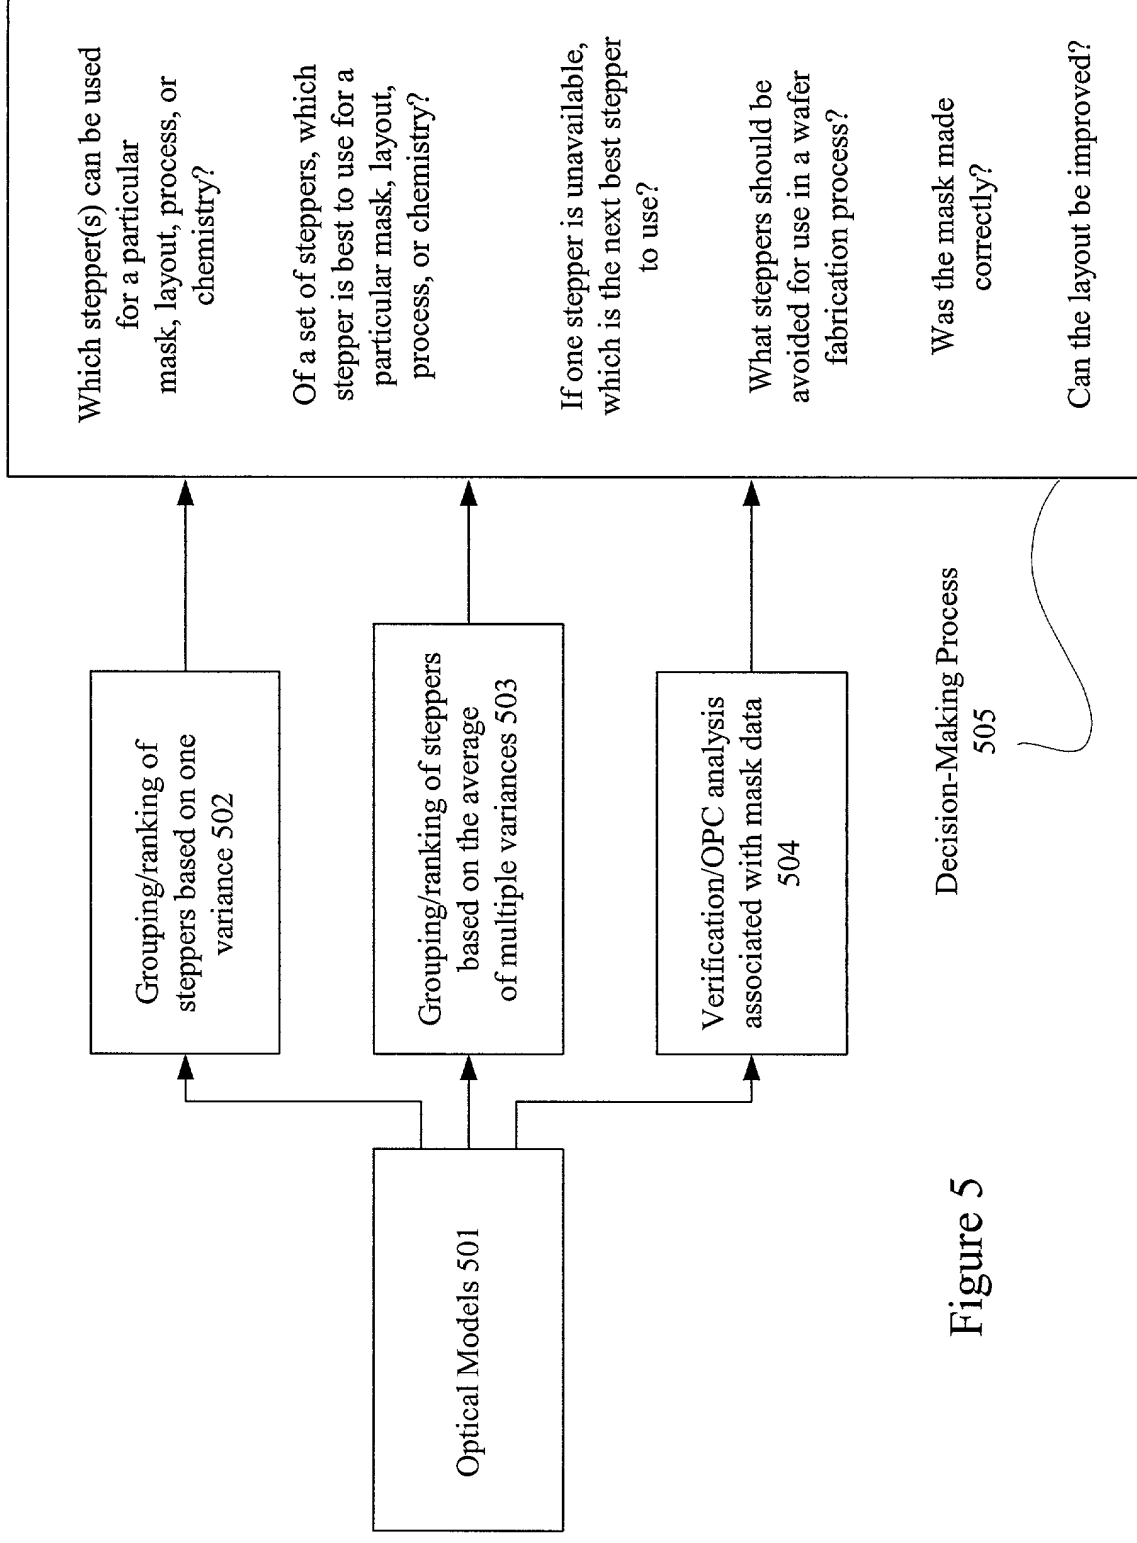 Optical Models 501
Grouping/ranking of
steppers based on one
variance 502
Grouping/ranking of steppers
based on the average
of multiple variances 503
Verification/OPC analysis
associated with mask data
504
Which stepper(s) can be used
for a particular
mask, layout, process, or
chemistry?
Of a set of steppers, which
stepper is best to use for a
particular mask, layout,
process, or chemistry?
If one stepper is unavailable,
which is the next best stepper
to use?
What steppers should be
avoided for use in a wafer
fabrication process?
Was the mask made
correctly?
Can the layout be improved?
Decision-Making Process
505
Figure 5